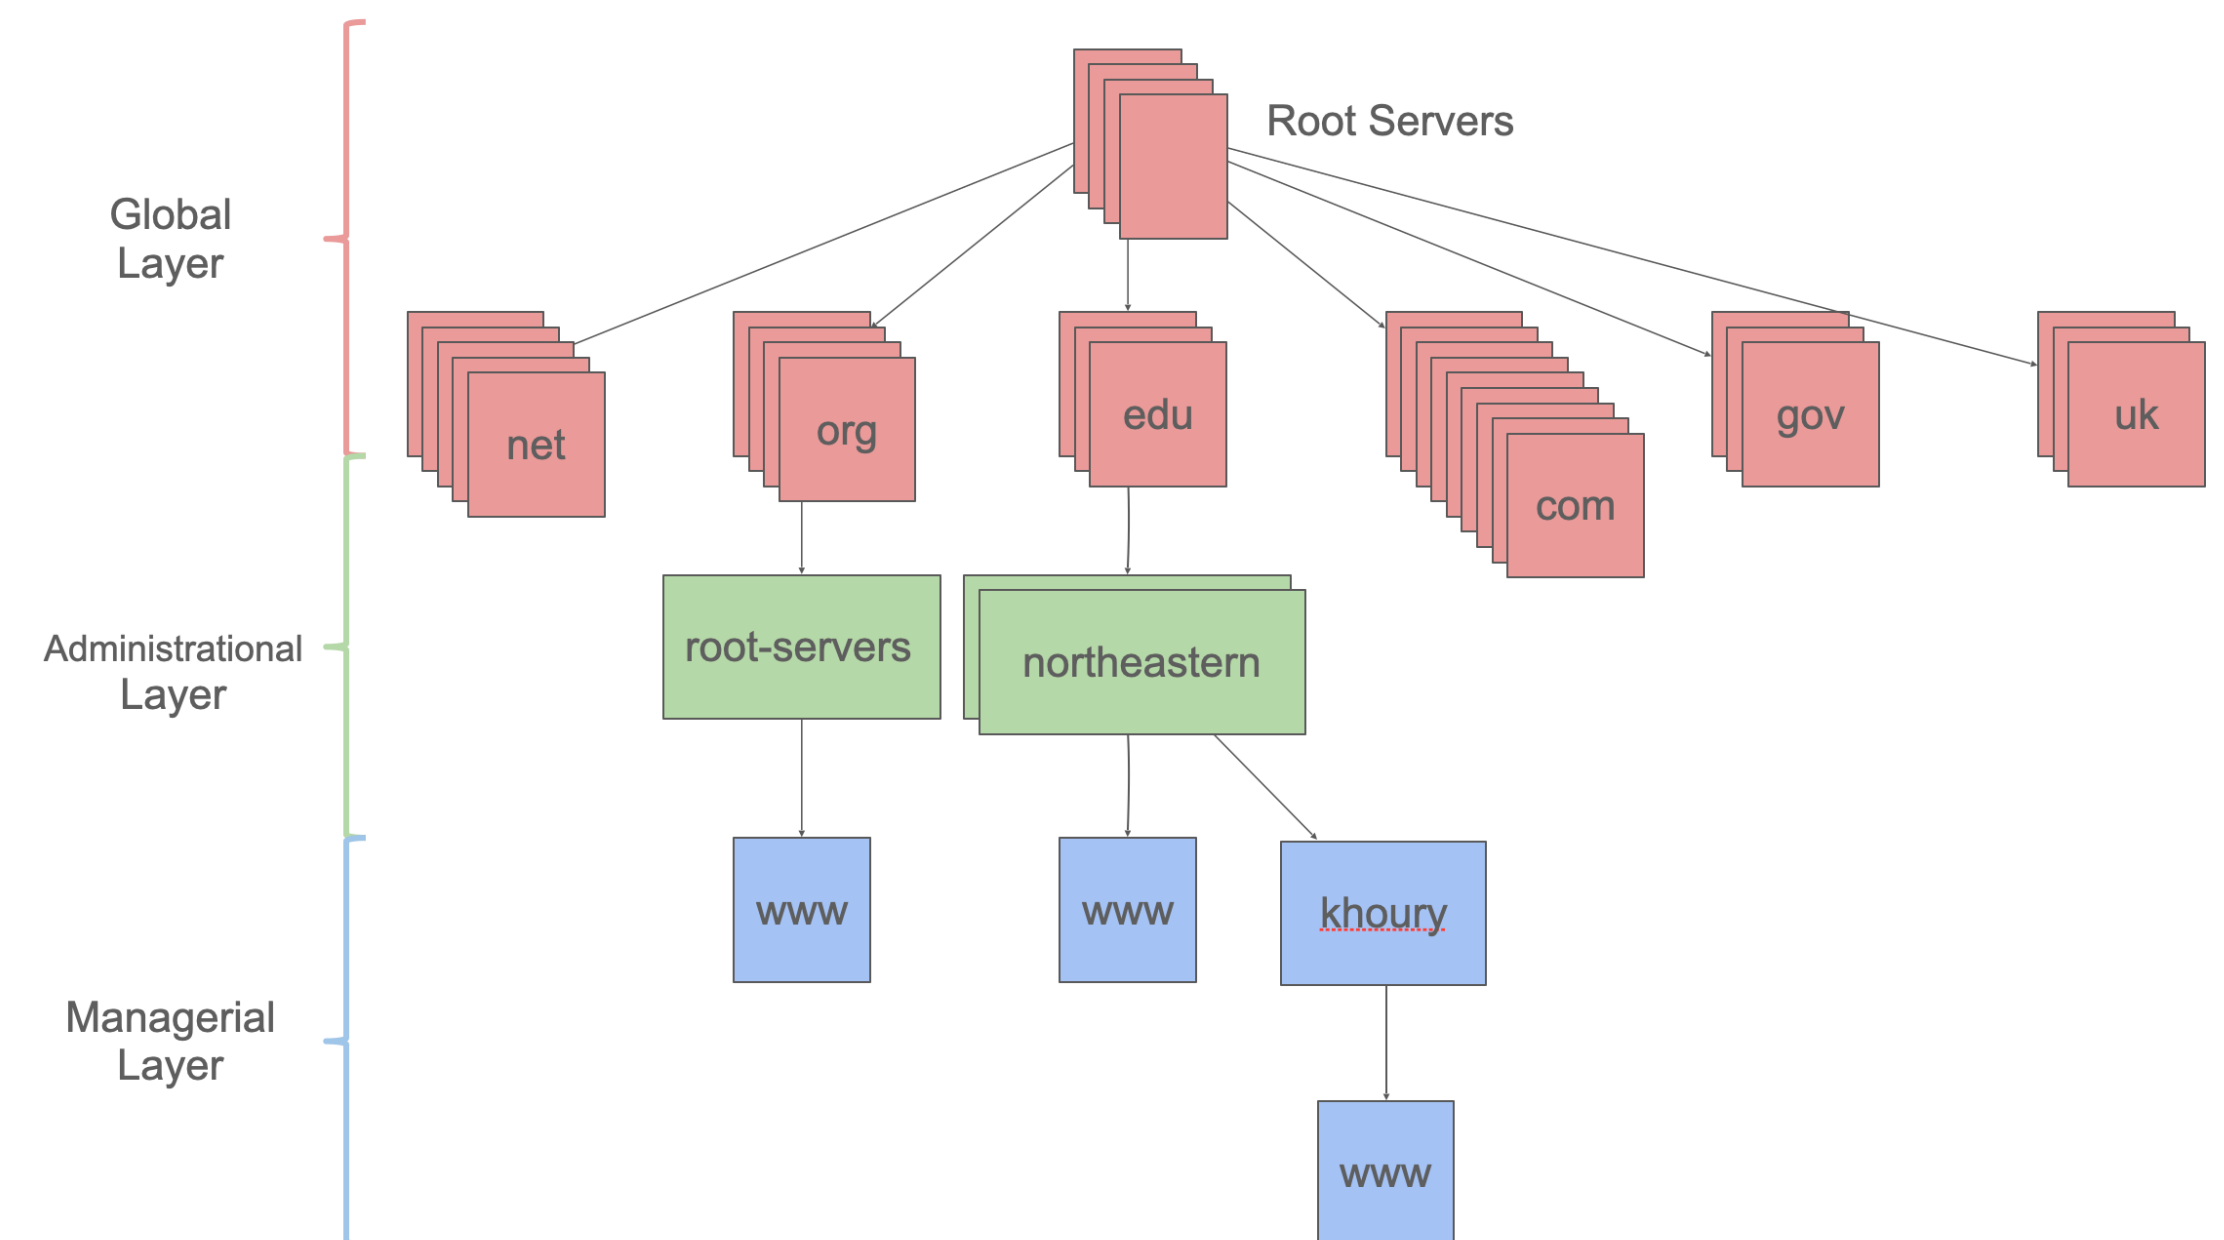 Root Servers
Global
Layer
net
org
edu
com
gov
uk
Administrational
Layer
root-servers
northeastern
www
www
khoury
Managerial
Layer
www